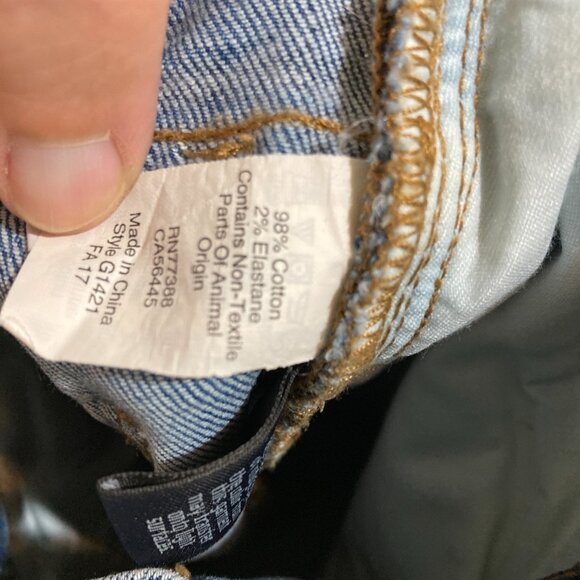 98% Cotton
2% Elastane
Contains Non-Textile
Parts Of Animal
Origin
RN77388
CA56445
Made in China
Style G1421
FA 17
surfaces